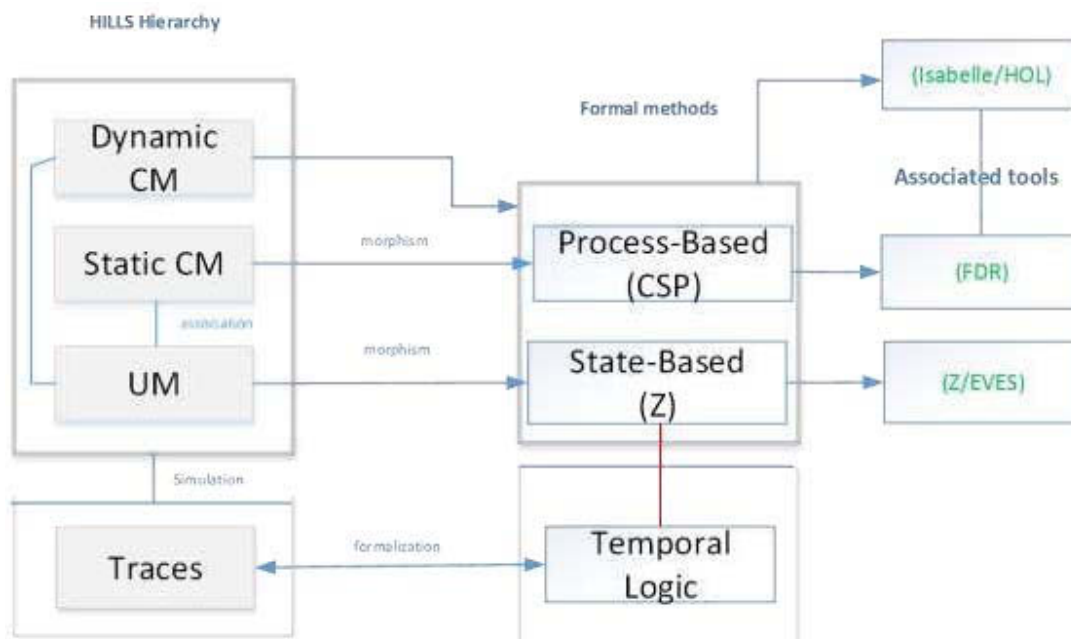 HILLS Hierarchy
Dynamic
CM
Static CM
association
UM
Simulation
Traces
morphism
morphism
formalization
Formal methods
Process-Based
(CSP)
State-Based
(Z)
Temporal
Logic
(Isabelle/HOL)
Associated tools
(FDR)
(Z/EVES)